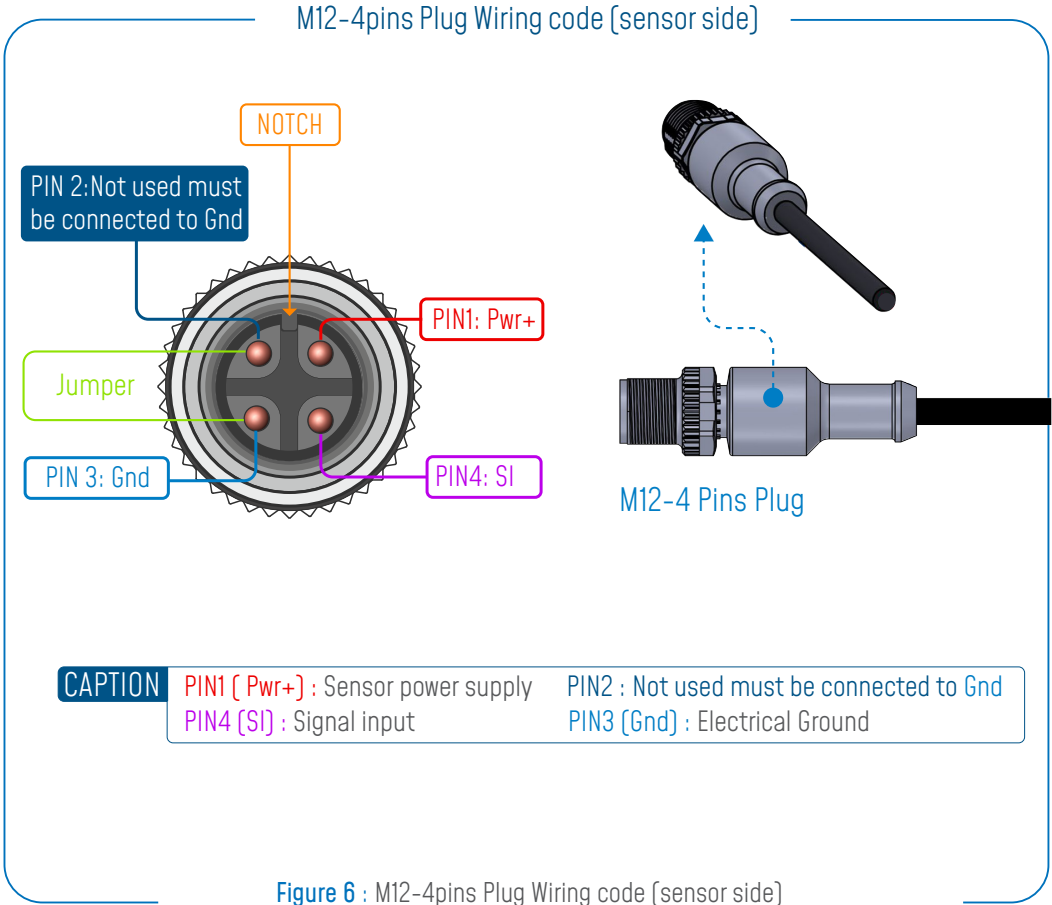 M12-4pins Plug Wiring code (sensor side)
NOTCH
PIN 2:Not used must
be connected to Gnd
PIN1: Pwr+
Jumper
PIN 3: Gnd
PIN4: SI
M12-4 Pins Plug
CAPTION
PIN1 ( Pwr+) : Sensor power supply
PIN2 : Not used must be connected to Gnd
PIN4 (SI) : Signal input
PIN3 (Gnd) : Electrical Ground
Figure 6 : M12-4pins Plug Wiring code (sensor side)